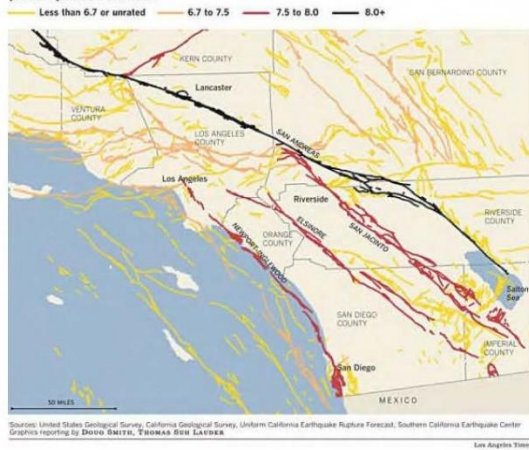 Less than 6.7 or unrated
6.7 to 7.5
7.5 to 8.0
8.0+
KERN COUNTY
SAN BERNARDINO COUNTY
Lancaster
VENTURA
COUNTY
LOS ANGELES
COUNTY
SAN ANDREAS
Los Angeles
Riverside
RIVERSIDE
COUNTY
ORANGE
COUNTY
ELSINORE
SAN JACINTO
NEWPORT-INGLEWOOD
Salton
Sea
SAN DIEGO
COUNTY
IMPERIAL
COUNTY
San Diego
50 MILES
MEXICO
Sources: United States Geological Survey, California Geological Survey, Uniform California Earthquake Rupture Forecast, Southern California Earthquake Center
Graphics reporting by DOUG SMITH, THOMAS SUH LAUDER
Los Angeles Times